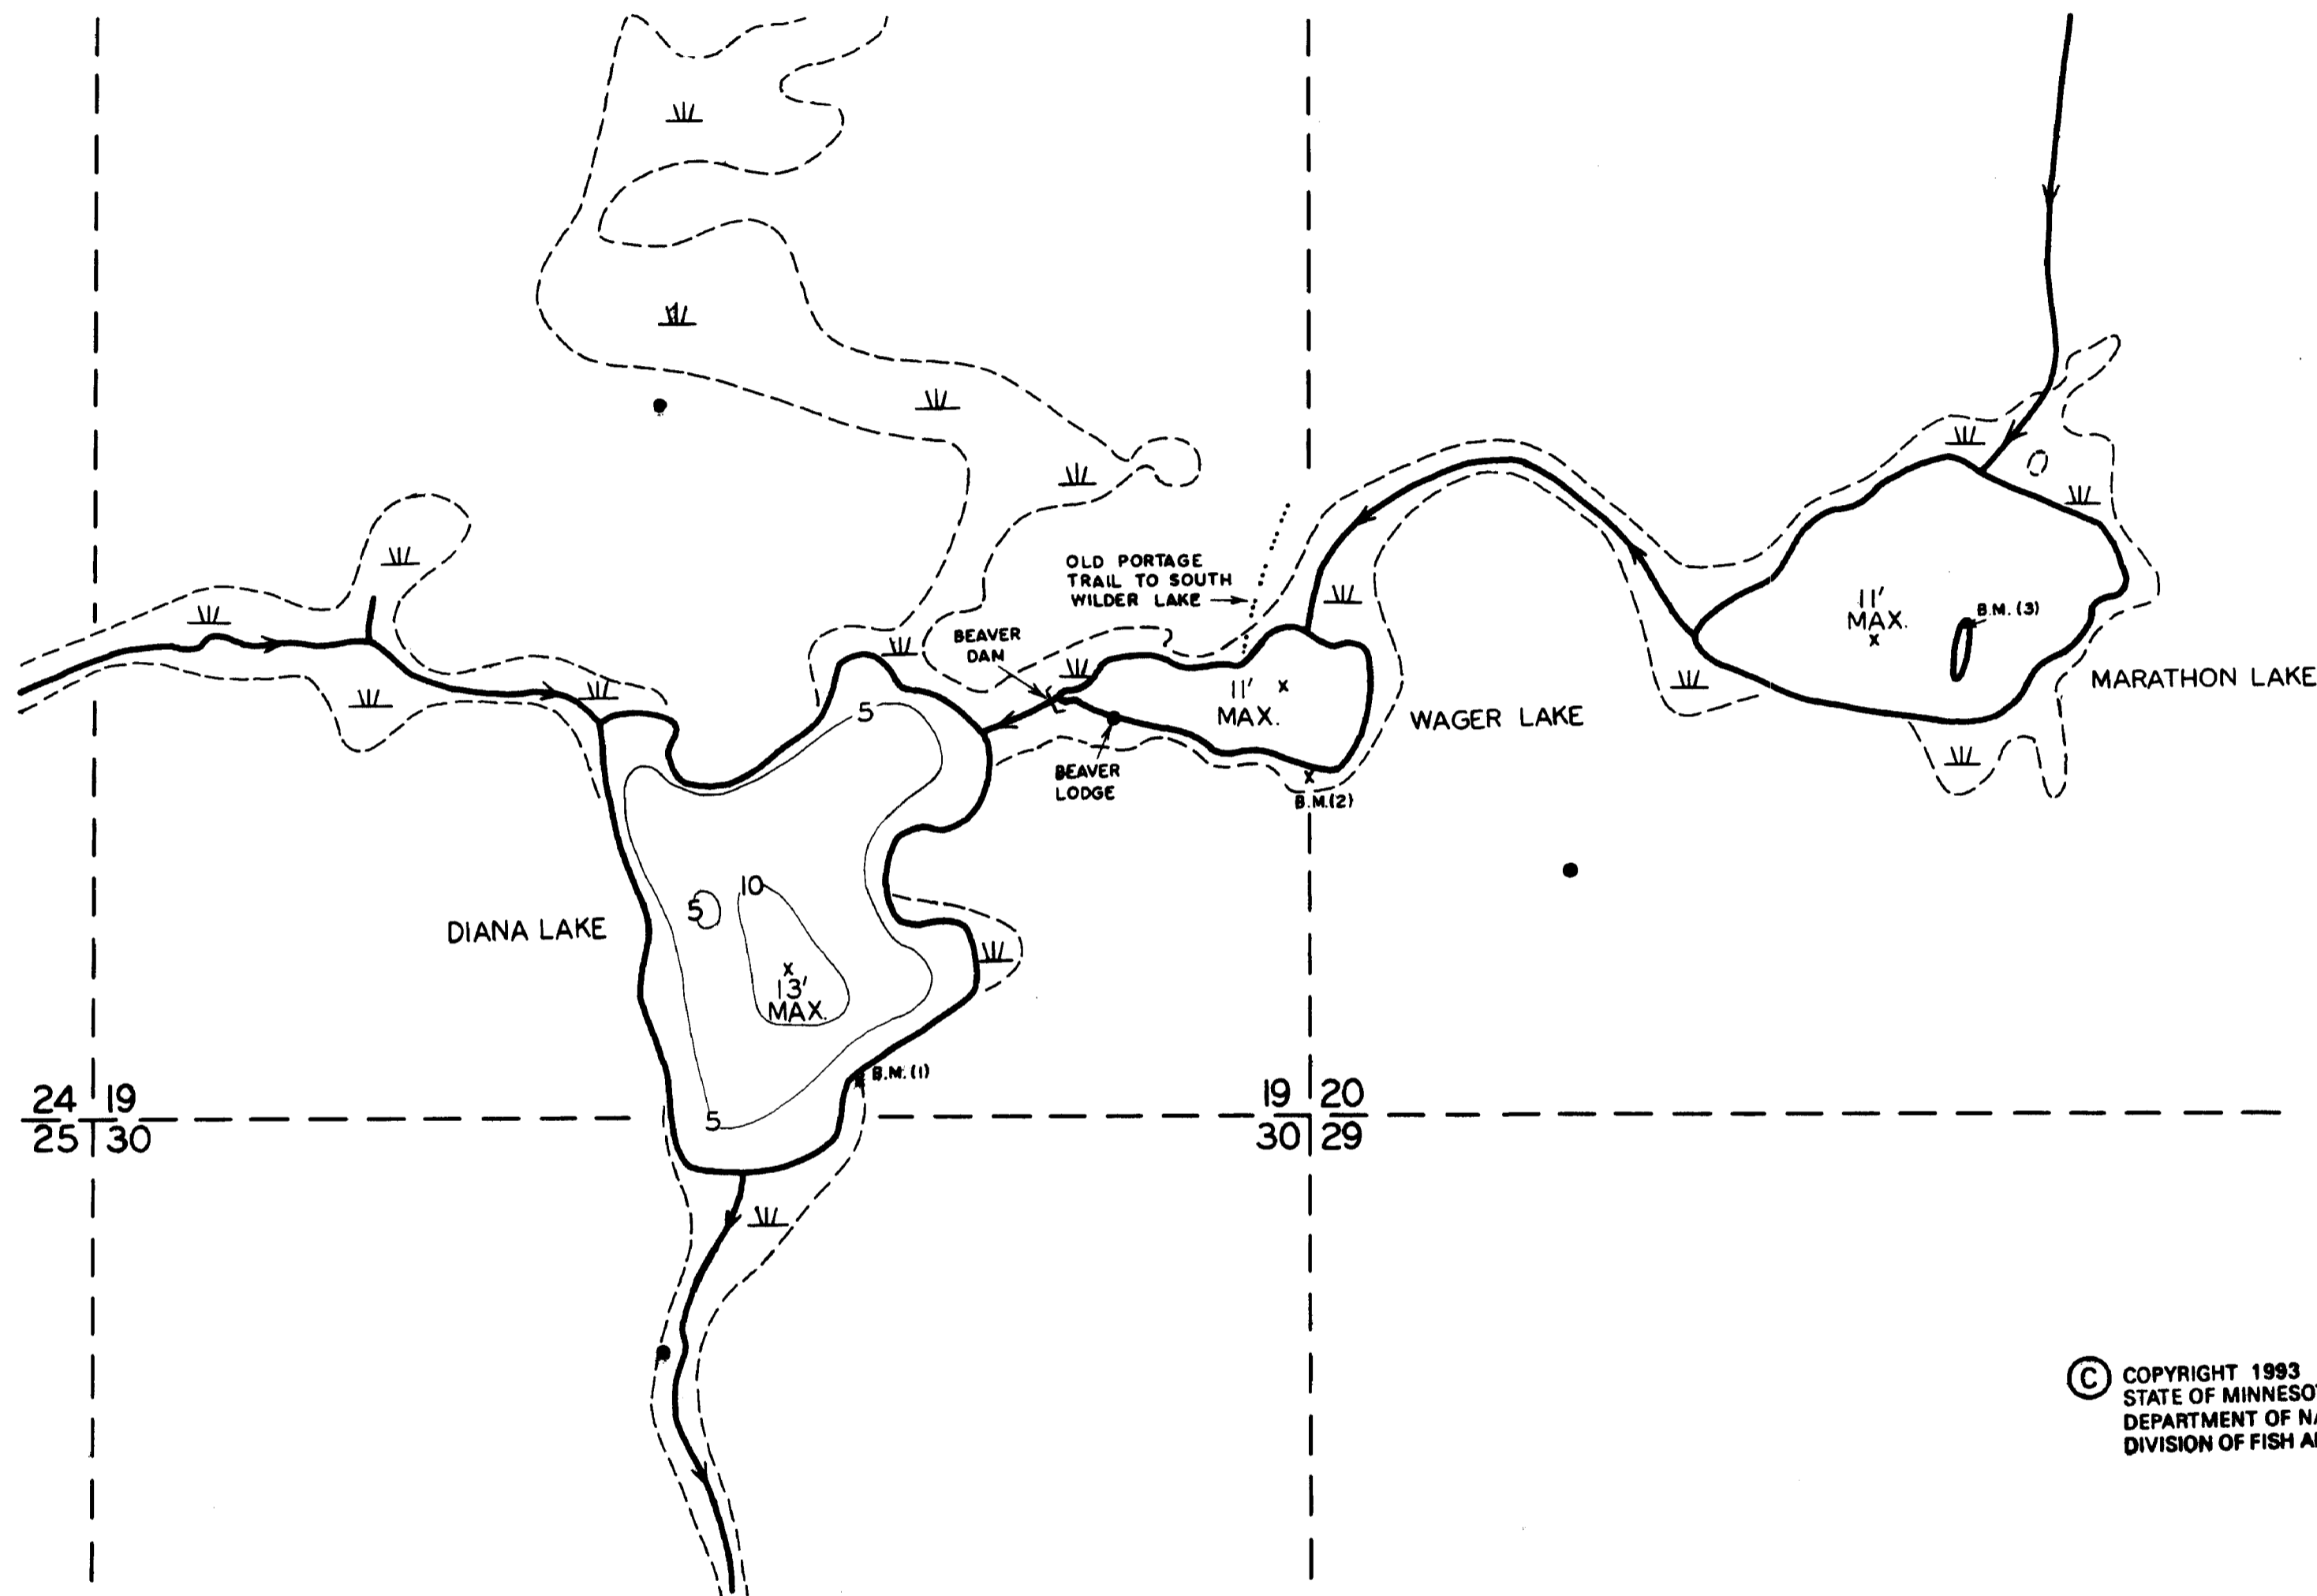 OLD PORTAGE
TRAIL TO SOUTH
WILDER LAKE
BEAVER
DAM
B.M. (3)
11'
MAX.
MARATHON LAKE
11'
MAX.
WAGER LAKE
5
BEAVER
LODGE
B.M. (2)
10
5
DIANA LAKE
13'
MAX.
B.M. (1)
24 19
25 30
5
19 20
30 29
© COPYRIGHT 1993
STATE OF MINNESO
DEPARTMENT OF NA
DIVISION OF FISH A